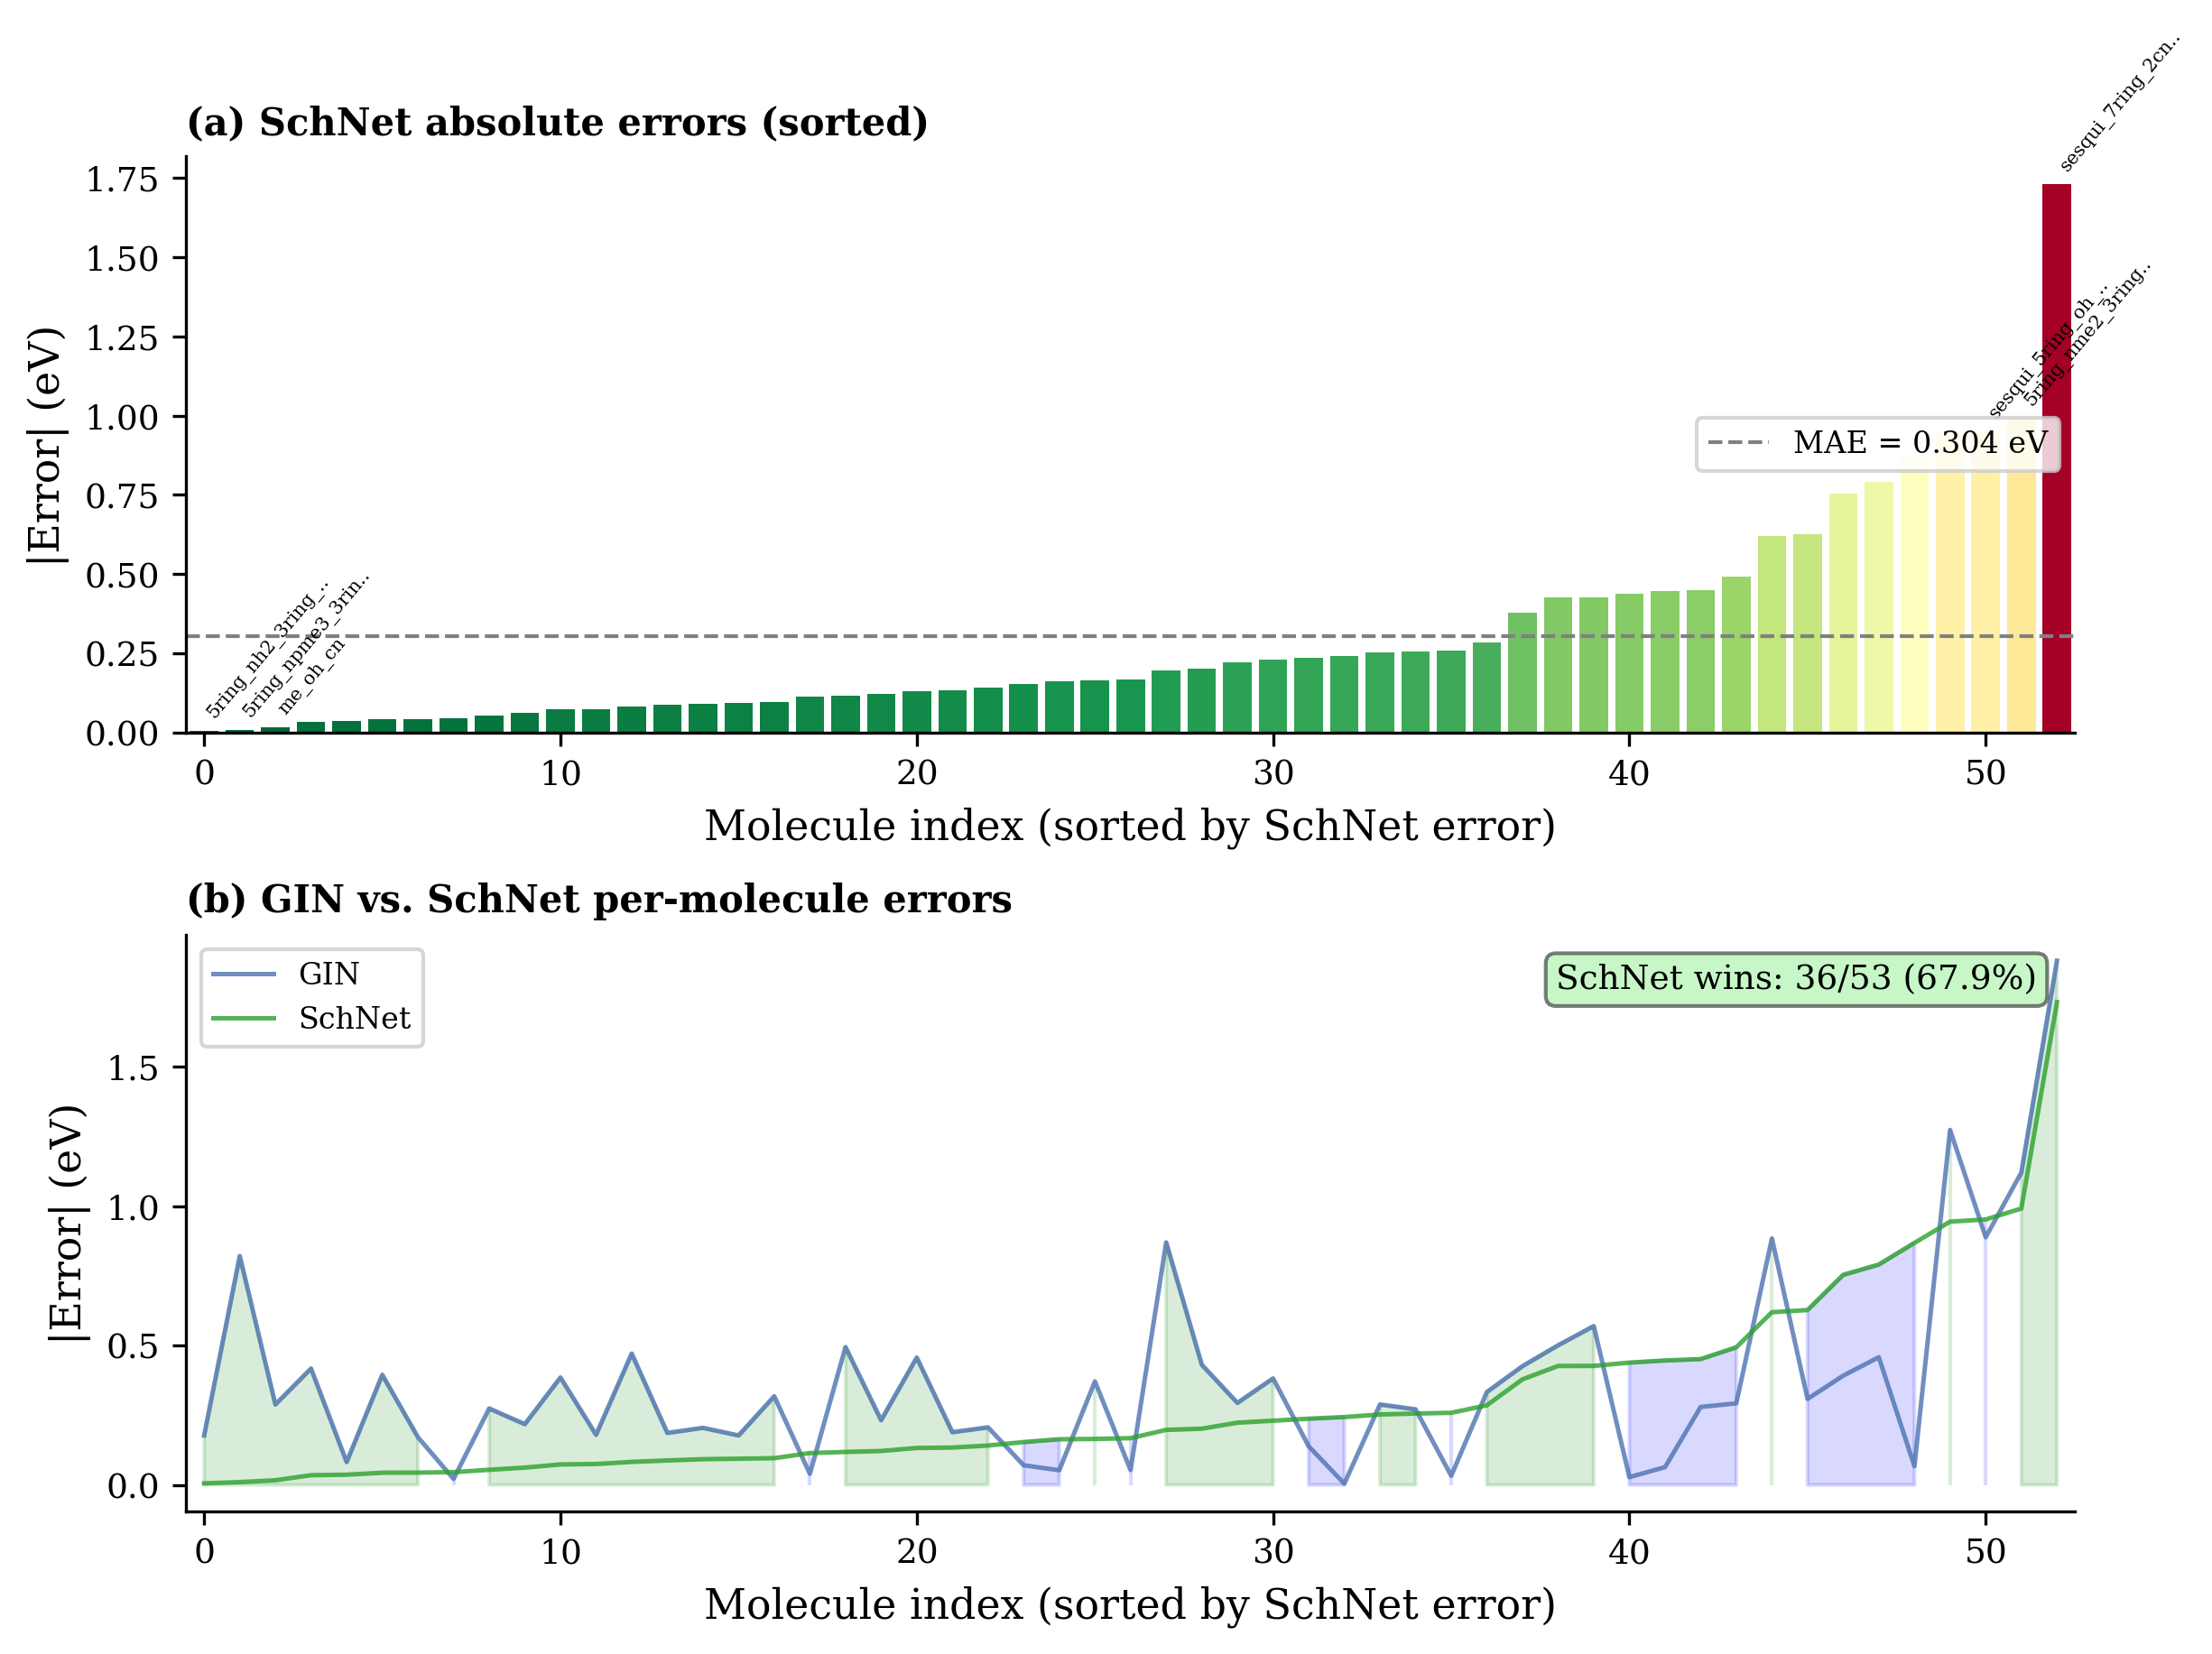 sesqui_7ring_2cn..
(a) SchNet absolute errors (sorted)
1.75
1.50
1.25
1.00
0.75
0.50
0.25
0.00
|Error| (eV)
sesqui_5ring_oh_..
5ring_nme2_3ring..
MAE = 0.304 eV
5ring_nh2_3ring_..
5ring_npme3_3rin..
me_oh_cn
0 10 20 30 40 50
Molecule index (sorted by SchNet error)
(b) GIN vs. SchNet per-molecule errors
GIN
SchNet
SchNet wins: 36/53 (67.9%)
1.5
1.0
0.5
0.0
|Error| (eV)
0 10 20 30 40 50
Molecule index (sorted by SchNet error)